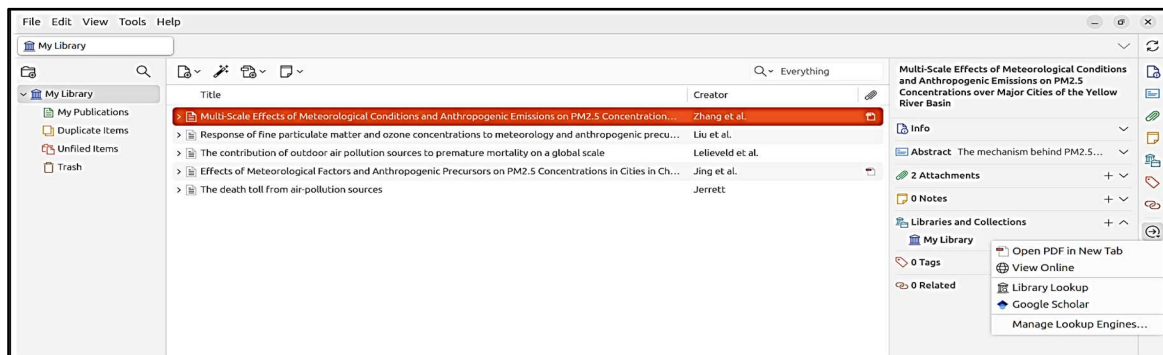 File Edit View Tools Help
My Library
Everything
My Library
My Publications
Duplicate Items
Unfiled Items
Trash
Title Creator
Multi-Scale Effects of Meteorological Conditions and Anthropogenic Emissions on PM2.5 Concentration... Zhang et al.
Response of fine particulate matter and ozone concentrations to meteorology and anthropogenic precu... Liu et al.
The contribution of outdoor air pollution sources to premature mortality on a global scale Lelieveld et al.
Effects of Meteorological Factors and Anthropogenic Precursors on PM2.5 Concentrations in Cities in Ch... Jing et al.
The death toll from air-pollution sources Jerrett
Multi-Scale Effects of Meteorological Conditions
and Anthropogenic Emissions on PM2.5
Concentrations over Major Cities of the Yellow
River Basin
Info
Abstract The mechanism behind PM2.5...
2 Attachments
0 Notes
Libraries and Collections
My Library
0 Tags
0 Related
Open PDF in New Tab
View Online
Library Lookup
Google Scholar
Manage Lookup Engines...